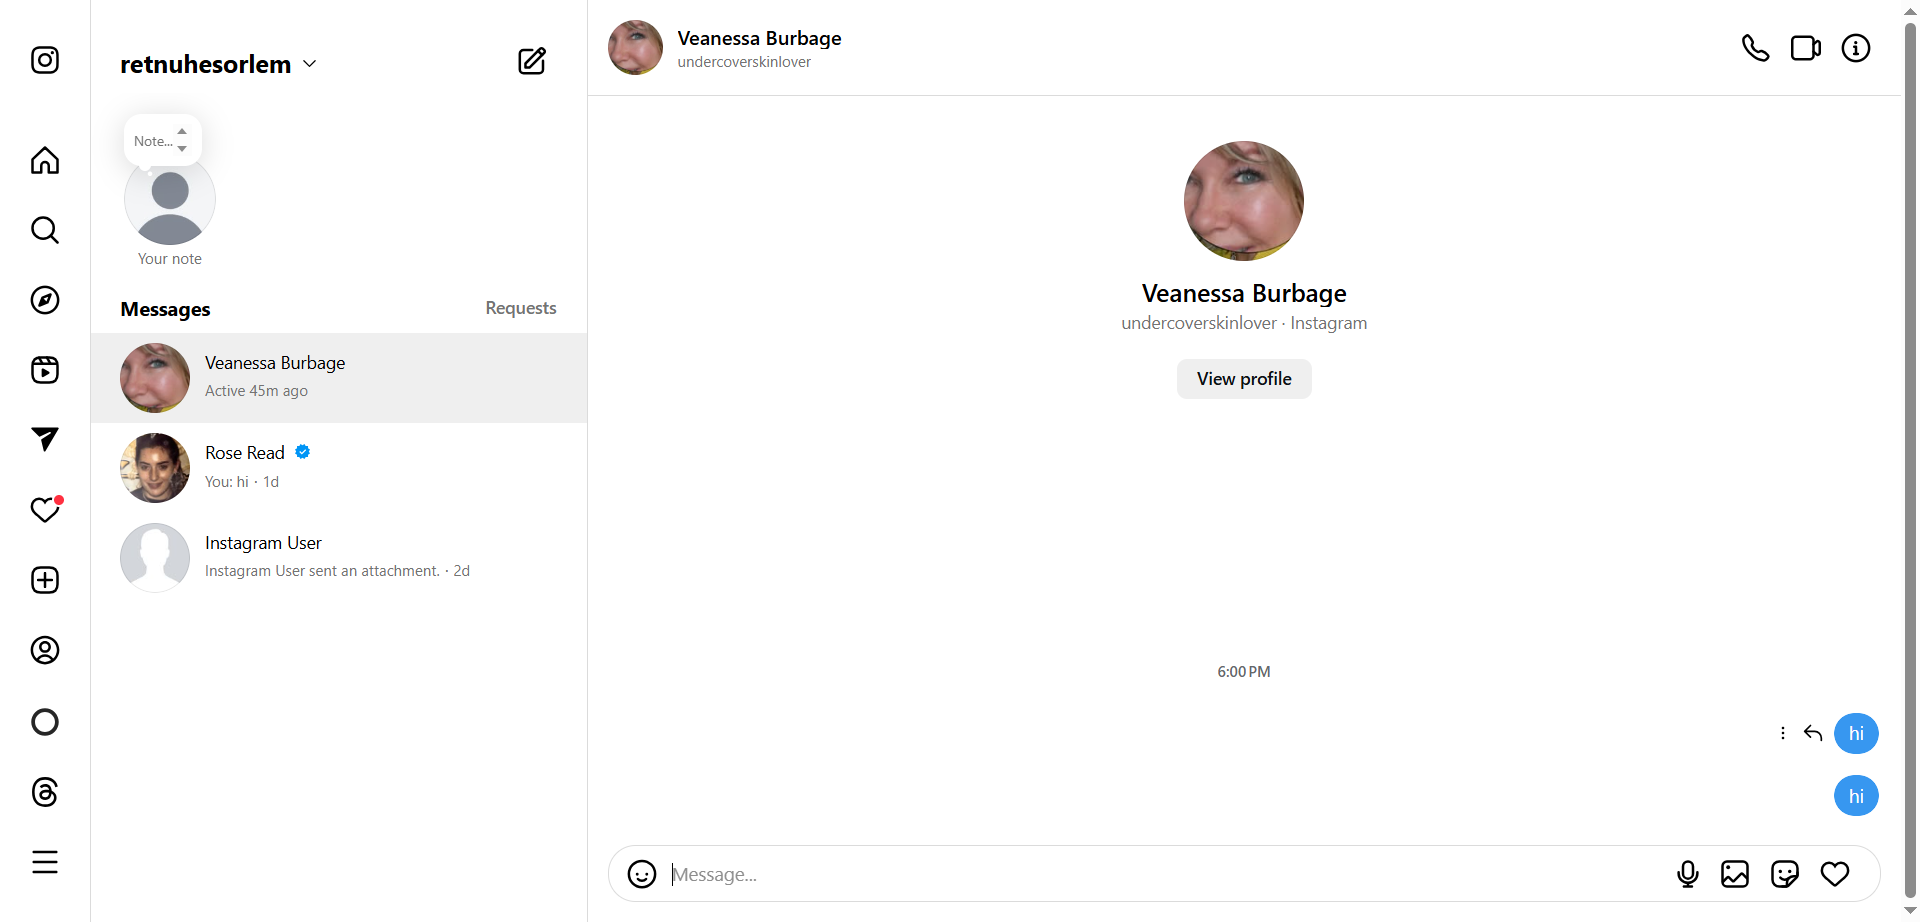 retnuhesorlem
Note...
Your note
Messages
Requests
Veanessa Burbage
Active 45m ago
Rose Read
You: hi · 1d
Instagram User
Instagram User sent an attachment. · 2d
Veanessa Burbage
undercoverskinlover
Veanessa Burbage
undercoverskinlover · Instagram
View profile
6:00 PM
hi
hi
Message...